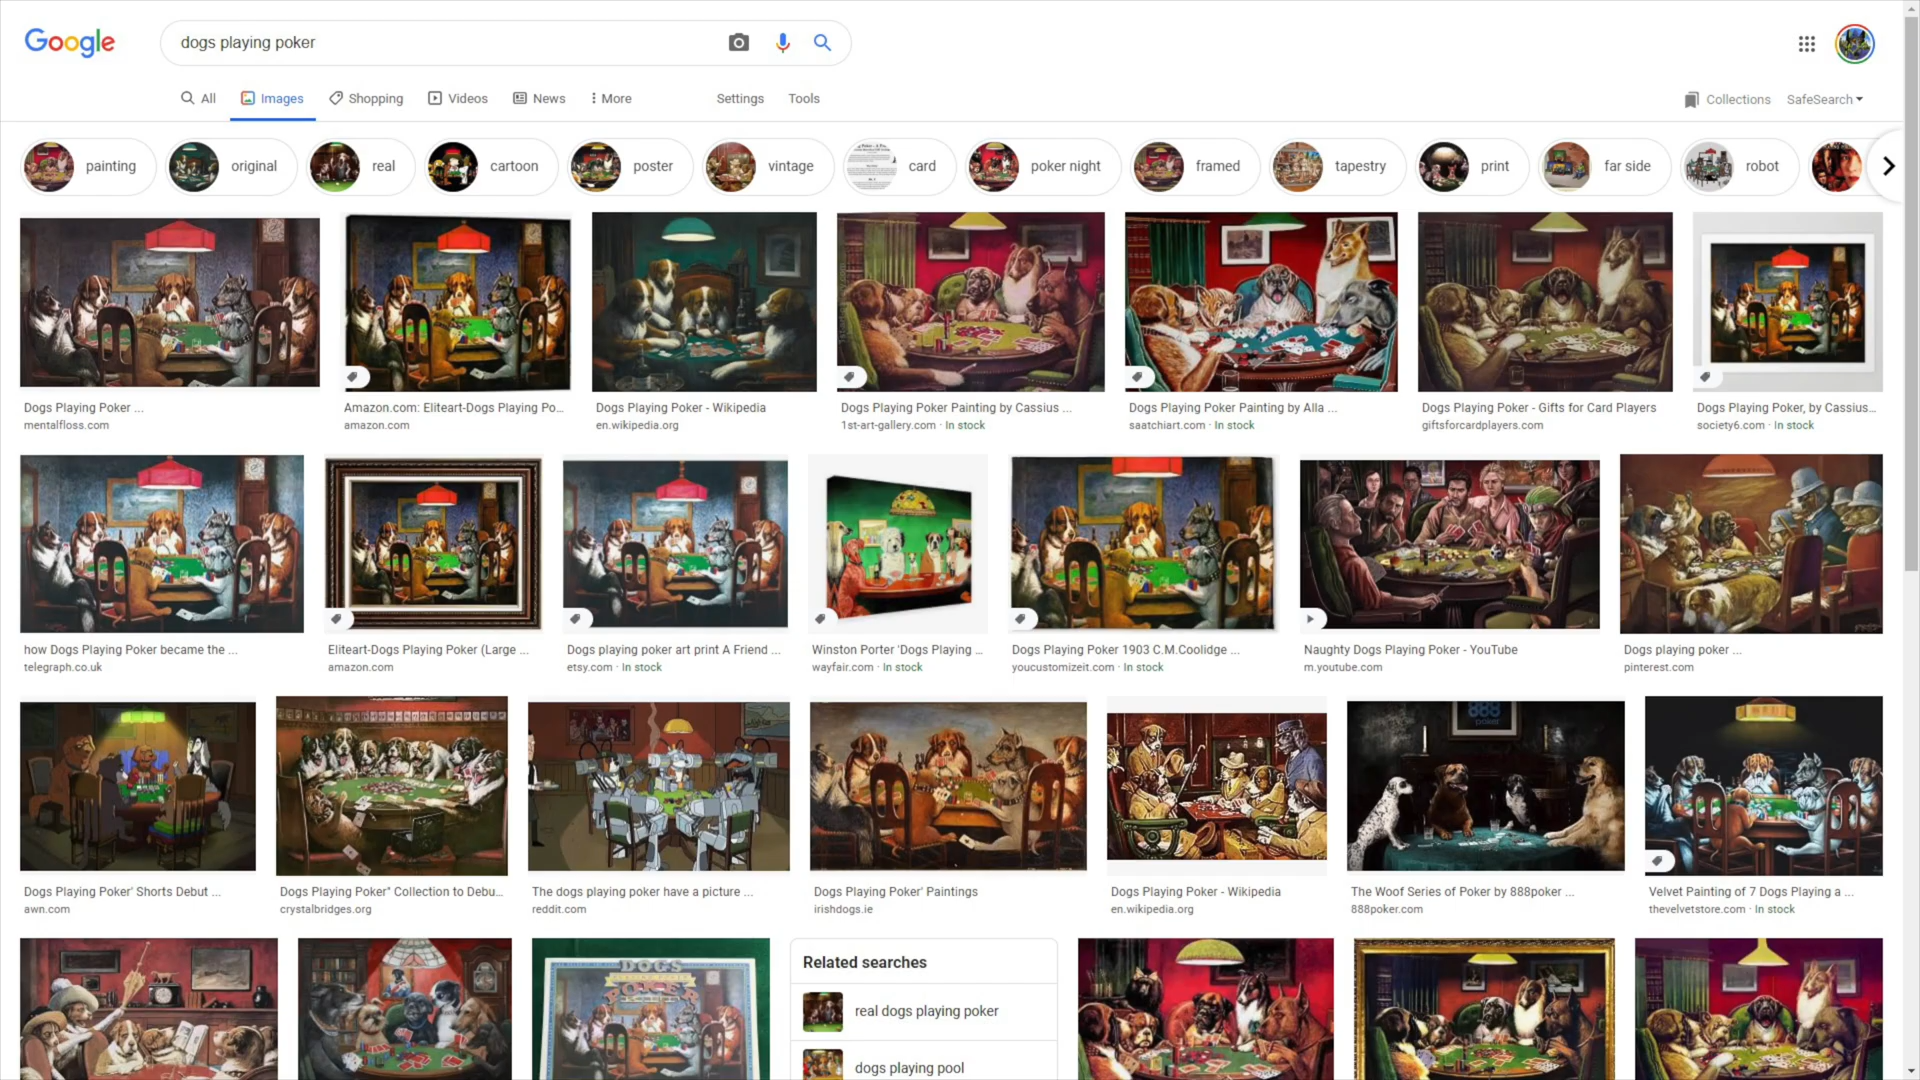 Google
dogs playing poker
All
Images
Shopping
Videos
News
More
Settings
Tools
Collections
SafeSearch
painting
original
real
cartoon
poster
vintage
card
poker night
framed
tapestry
print
far side
robot
Dogs Playing Poker ...
mentalfloss.com
Amazon.com: Eliteart-Dogs Playing Po...
amazon.com
Dogs Playing Poker - Wikipedia
en.wikipedia.org
Dogs Playing Poker Painting by Cassius ...
1st-art-gallery.com · In stock
Dogs Playing Poker Painting by Alla ...
saatchiart.com · In stock
Dogs Playing Poker - Gifts for Card Players
giftsforcardplayers.com
Dogs Playing Poker, by Cassius...
society6.com · In stock
how Dogs Playing Poker became the ...
telegraph.co.uk
Eliteart-Dogs Playing Poker (Large ...
amazon.com
Dogs playing poker art print A Friend ...
etsy.com · In stock
Winston Porter 'Dogs Playing ...
wayfair.com · In stock
Dogs Playing Poker 1903 C.M.Coolidge ...
youcustomizeit.com · In stock
Naughty Dogs Playing Poker - YouTube
m.youtube.com
Dogs playing poker ...
pinterest.com
888
poker
Dogs Playing Poker' Shorts Debut ...
awn.com
Dogs Playing Poker" Collection to Debu...
crystalbridges.org
The dogs playing poker have a picture ...
reddit.com
Dogs Playing Poker' Paintings
irishdogs.ie
Dogs Playing Poker - Wikipedia
en.wikipedia.org
The Woof Series of Poker by 888poker ...
888poker.com
Velvet Painting of 7 Dogs Playing a ...
thevelvetstore.com · In stock
DOGS
POKER
Related searches
real dogs playing poker
dogs playing pool